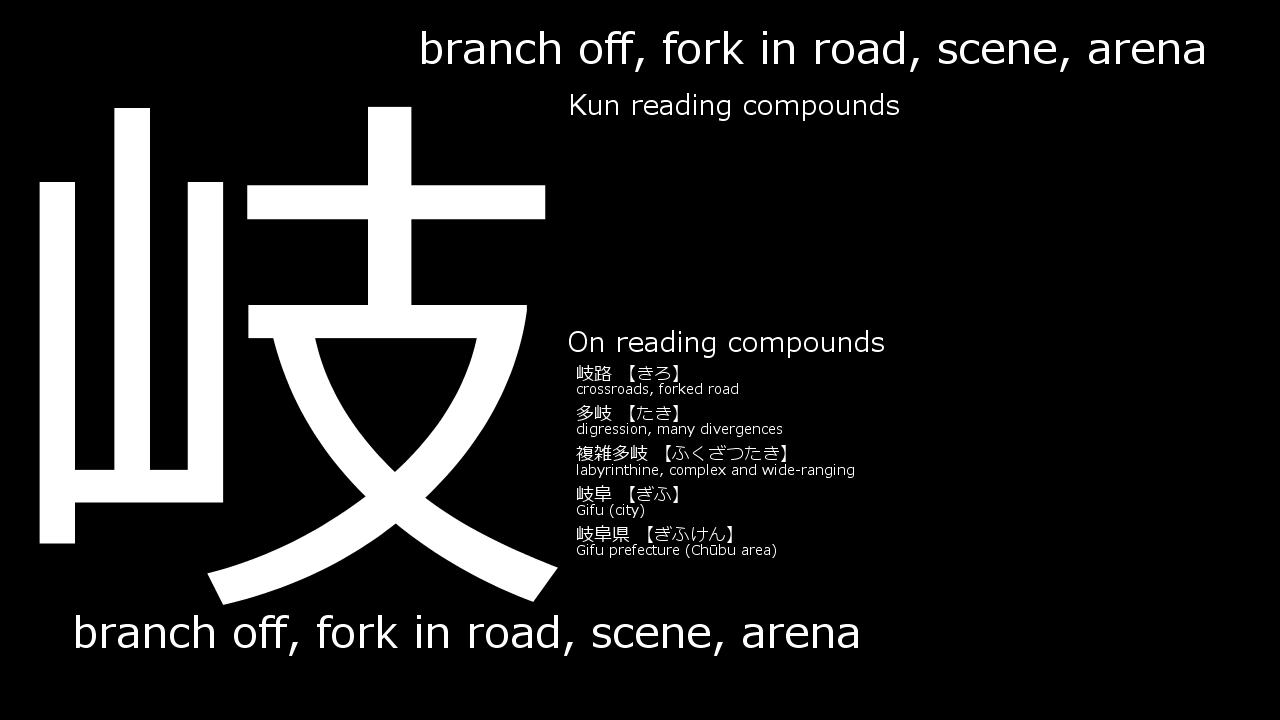 branch off, fork in road, scene, arena
岐
Kun reading compounds
On reading compounds
岐路 【きろ】
crossroads, forked road
多岐 【たき】
digression, many divergences
複雑多岐 【ふくざつたき】
labyrinthine, complex and wide-ranging
岐阜 【ぎふ】
Gifu (city)
岐阜県 【ぎふけん】
Gifu prefecture (Chūbu area)
branch off, fork in road, scene, arena